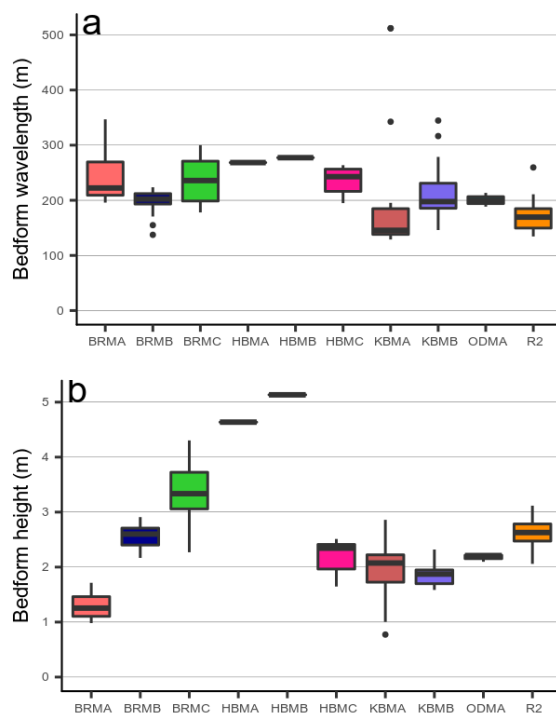 a
Bedform wavelength (m)
500
400
300
200
100
0
BRMA BRMB BRMC HBMA HBMB HBMC KBMA KBMB ODMA R2
b
Bedform height (m)
5
4
3
2
1
0
BRMA BRMB BRMC HBMA HBMB HBMC KBMA KBMB ODMA R2